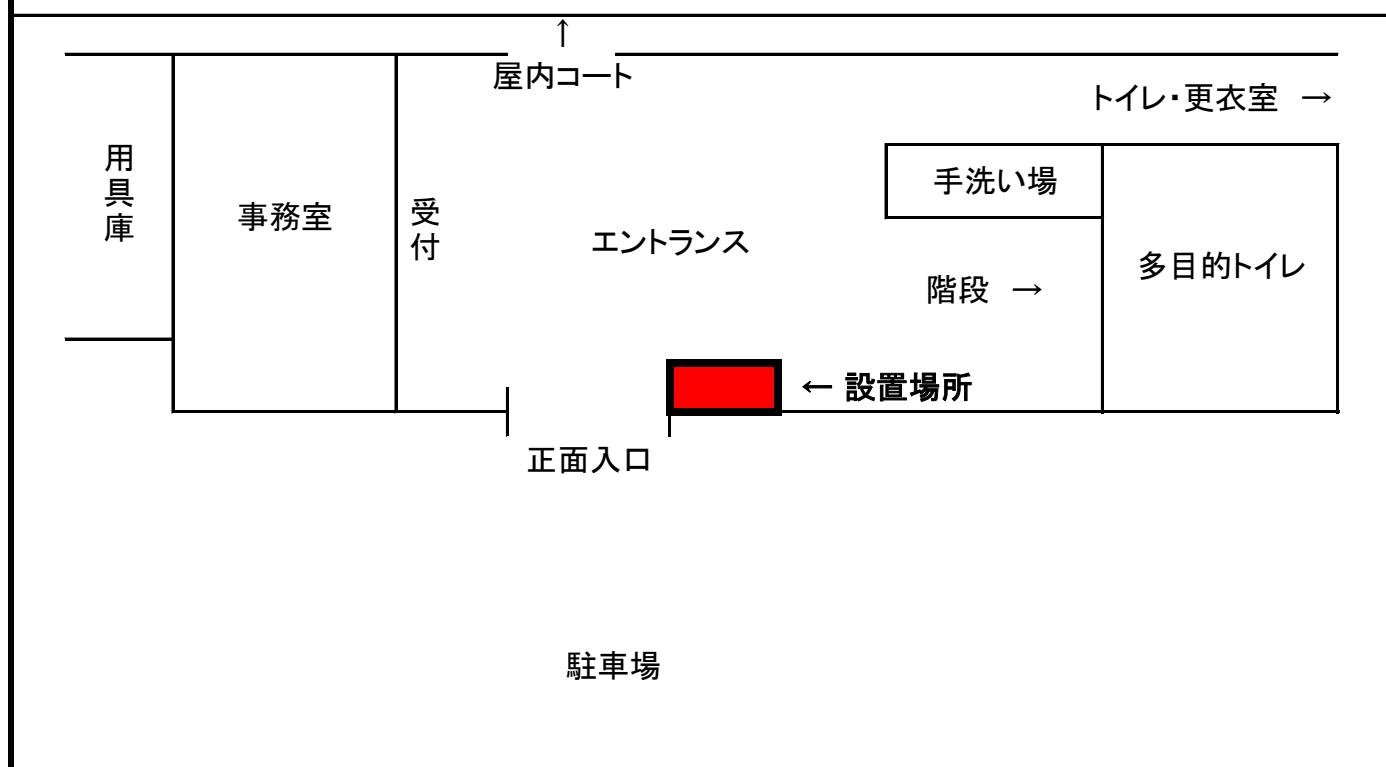 ↑
屋内コート
トイレ・更衣室 →
用具庫
事務室
受付
エントランス
手洗い場
多目的トイレ
階段 →
← 設置場所
正面入口
駐車場